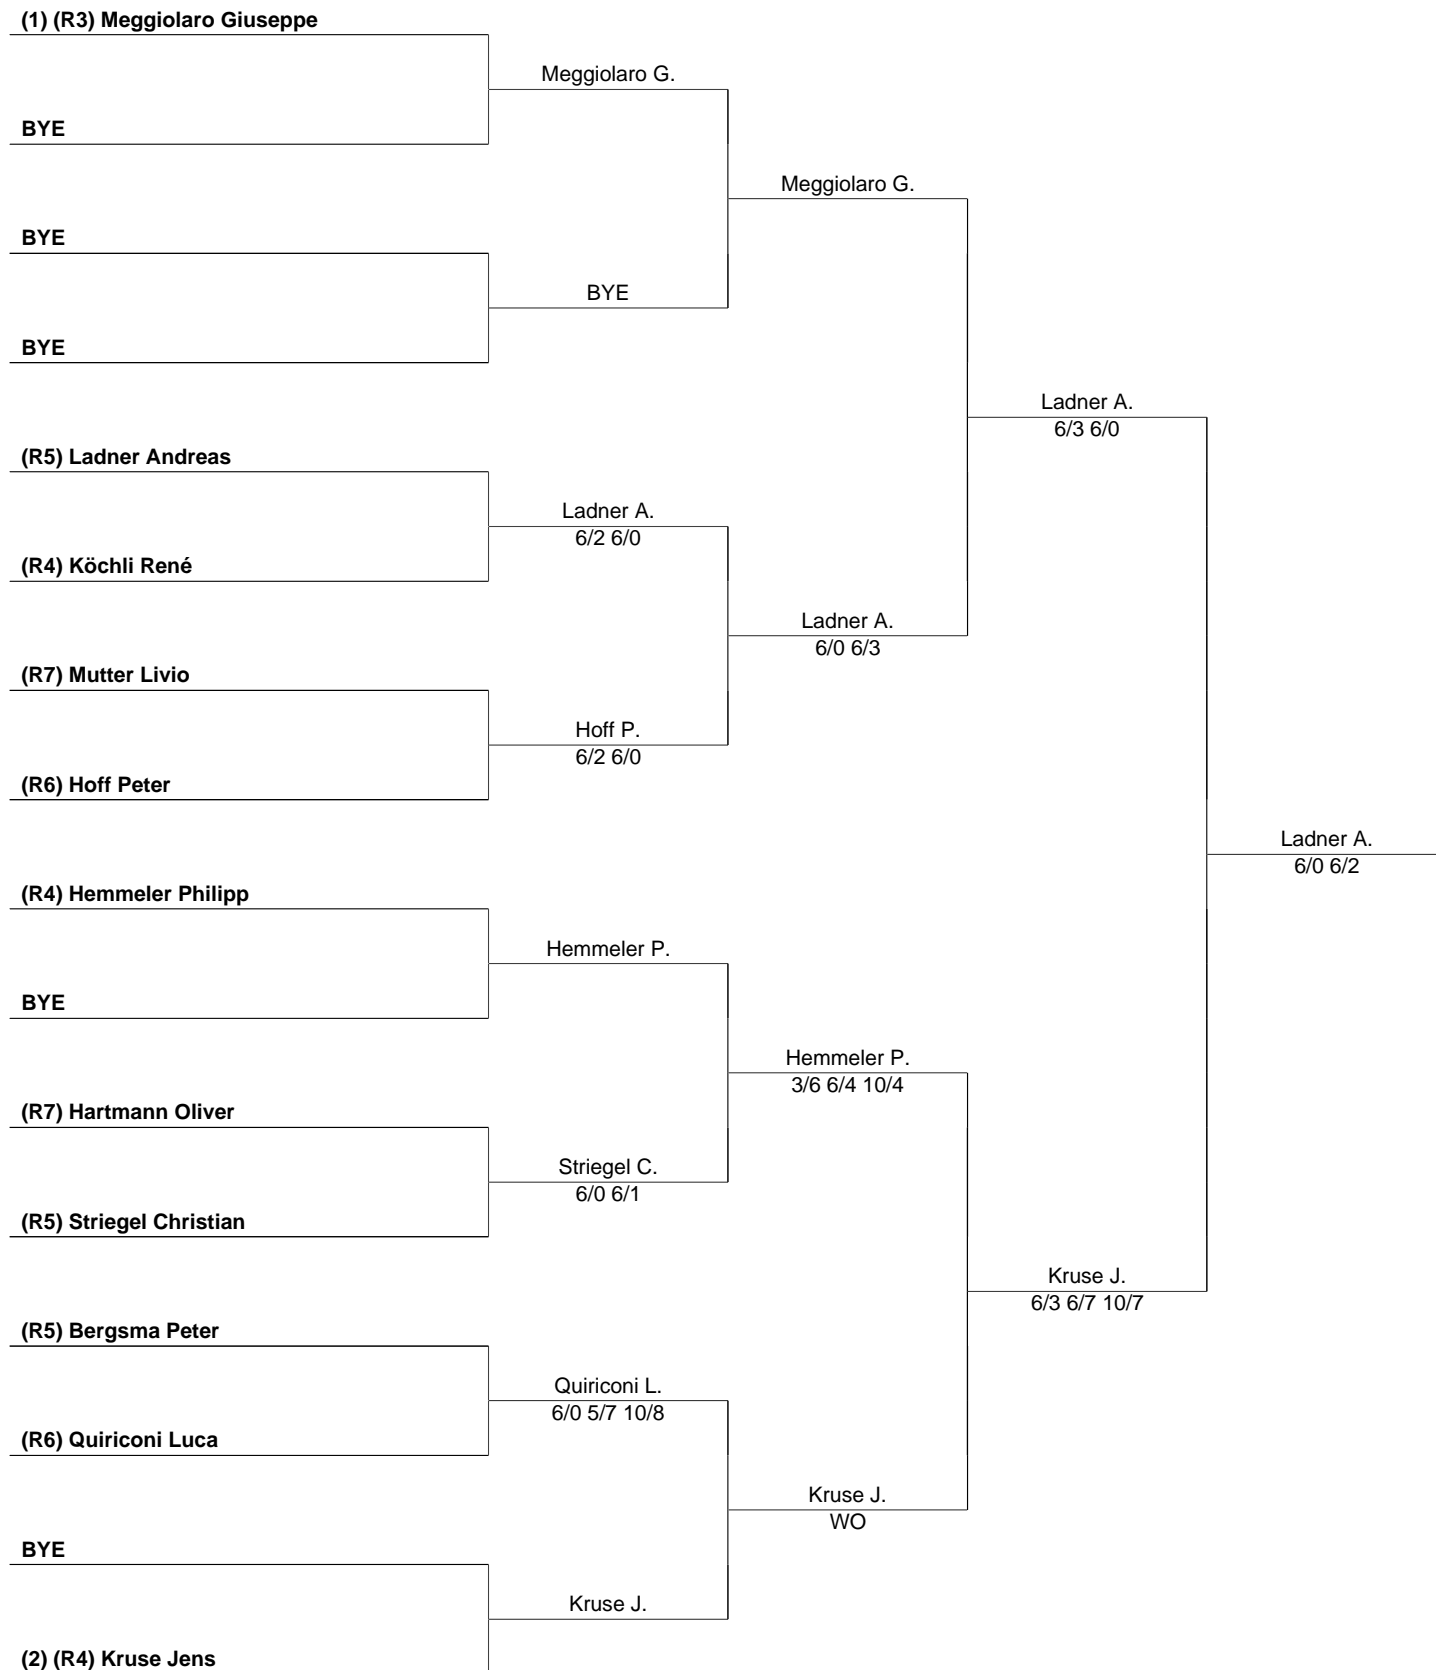 (1) (R3) Meggiolaro Giuseppe
Meggiolaro G.
BYE
Meggiolaro G.
BYE
BYE
BYE
Ladner A.
6/3 6/0
(R5) Ladner Andreas
Ladner A.
6/2 6/0
(R4) Köchli René
Ladner A.
6/0 6/3
(R7) Mutter Livio
Hoff P.
6/2 6/0
(R6) Hoff Peter
Ladner A.
6/0 6/2
(R4) Hemmeler Philipp
Hemmeler P.
BYE
Hemmeler P.
3/6 6/4 10/4
(R7) Hartmann Oliver
Striegel C.
6/0 6/1
(R5) Striegel Christian
Kruse J.
6/3 6/7 10/7
(R5) Bergsma Peter
Quiriconi L.
6/0 5/7 10/8
(R6) Quiriconi Luca
Kruse J.
WO
BYE
Kruse J.
(2) (R4) Kruse Jens